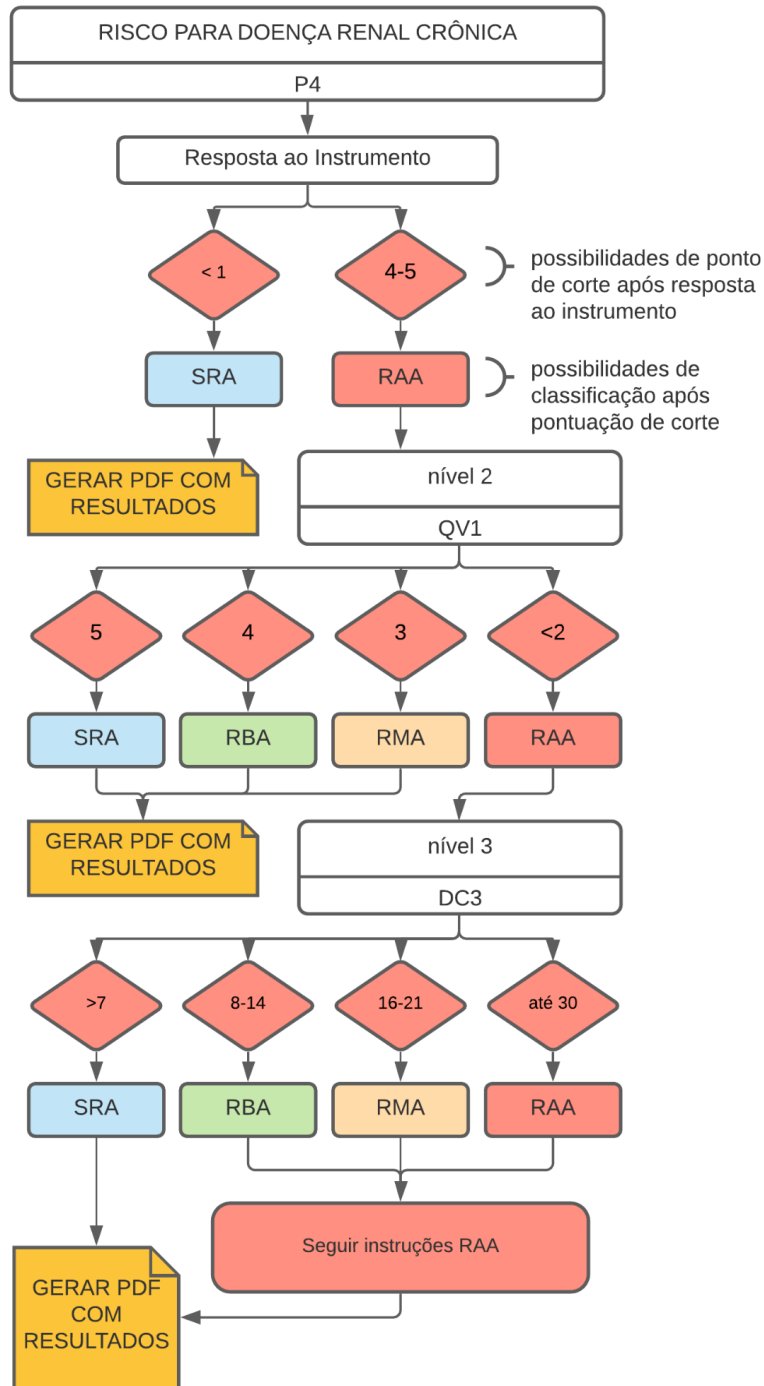 RISCO PARA DOENÇA RENAL CRÔNICA
P4
Resposta ao Instrumento
< 1
4-5
possibilidades de ponto
de corte após resposta
ao instrumento
SRA
RAA
possibilidades de
classificação após
pontuação de corte
GERAR PDF COM
RESULTADOS
nível 2
QV1
5
4
3
<2
SRA
RBA
RMA
RAA
GERAR PDF COM
RESULTADOS
nível 3
DC3
>7
8-14
16-21
até 30
SRA
RBA
RMA
RAA
Seguir instruções RAA
GERAR PDF
COM
RESULTADOS